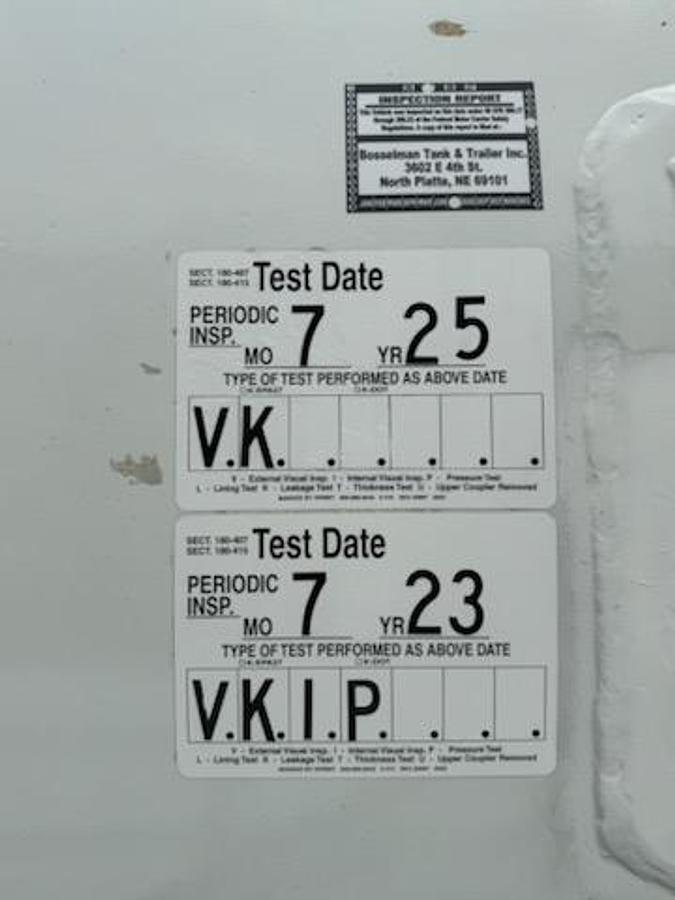 INSPECTION REPORT
Bosselman Tank & Trailer Inc.
3602 E 4th St.
North Platte, NE 69101
SECT. 180-407
SECT. 180-415
Test Date
PERIODIC
INSP.
MO 7 YR 25
TYPE OF TEST PERFORMED AS ABOVE DATE
V.K. . . . . .
V - External Visual Insp. I - Internal Visual Insp. P - Pressure Test
L - Lining Test K - Leakage Test T - Thickness Test U - Upper Coupler Removed
SECT. 180-407
SECT. 180-415
Test Date
PERIODIC
INSP.
MO 7 YR 23
TYPE OF TEST PERFORMED AS ABOVE DATE
V.K.I.P. . . .
V - External Visual Insp. I - Internal Visual Insp. P - Pressure Test
L - Lining Test K - Leakage Test T - Thickness Test U - Upper Coupler Removed